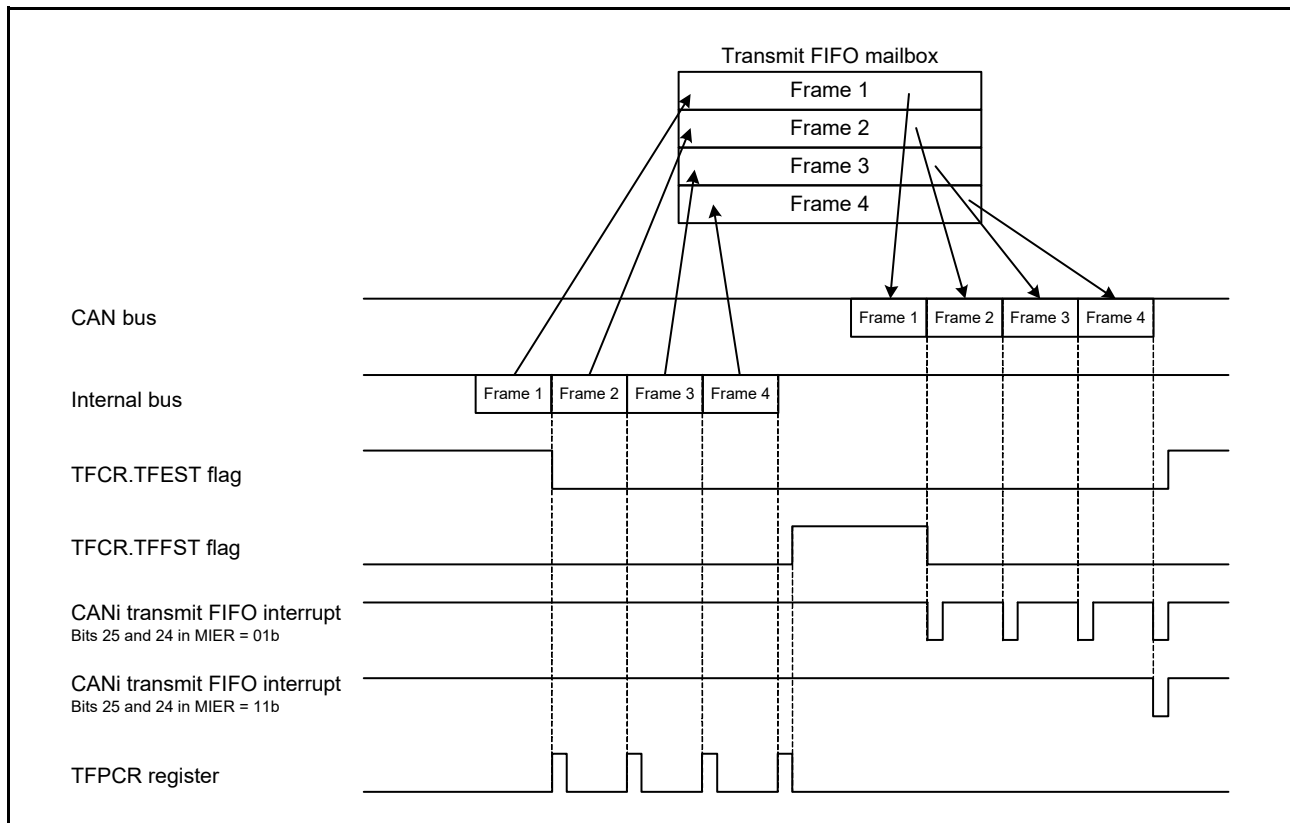 Transmit FIFO mailbox
Frame 1
Frame 2
Frame 3
Frame 4
CAN bus
Frame 1 Frame 2 Frame 3 Frame 4
Internal bus
Frame 1 Frame 2 Frame 3 Frame 4
TFCR.TFEST flag
TFCR.TFFST flag
CANi transmit FIFO interrupt
Bits 25 and 24 in MIER = 01b
CANi transmit FIFO interrupt
Bits 25 and 24 in MIER = 11b
TFPCR register